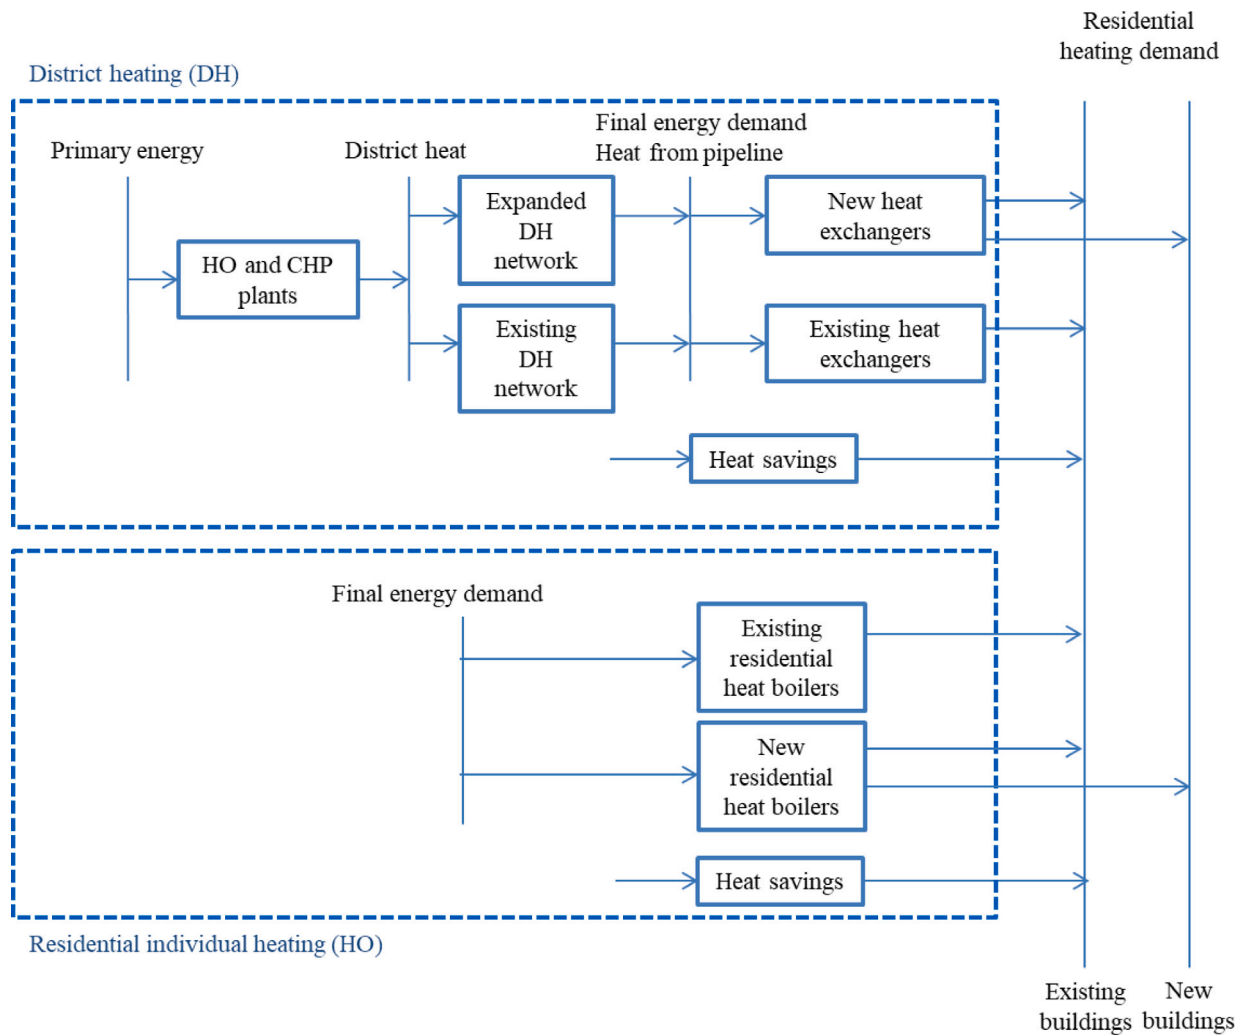 Residential
heating demand
District heating (DH)
Primary energy
District heat
Final energy demand
Heat from pipeline
Expanded
DH
network
New heat
exchangers
HO and CHP
plants
Existing
DH
network
Existing heat
exchangers
Heat savings
Final energy demand
Existing
residential
heat boilers
New
residential
heat boilers
Heat savings
Residential individual heating (HO)
Existing
buildings
New
buildings